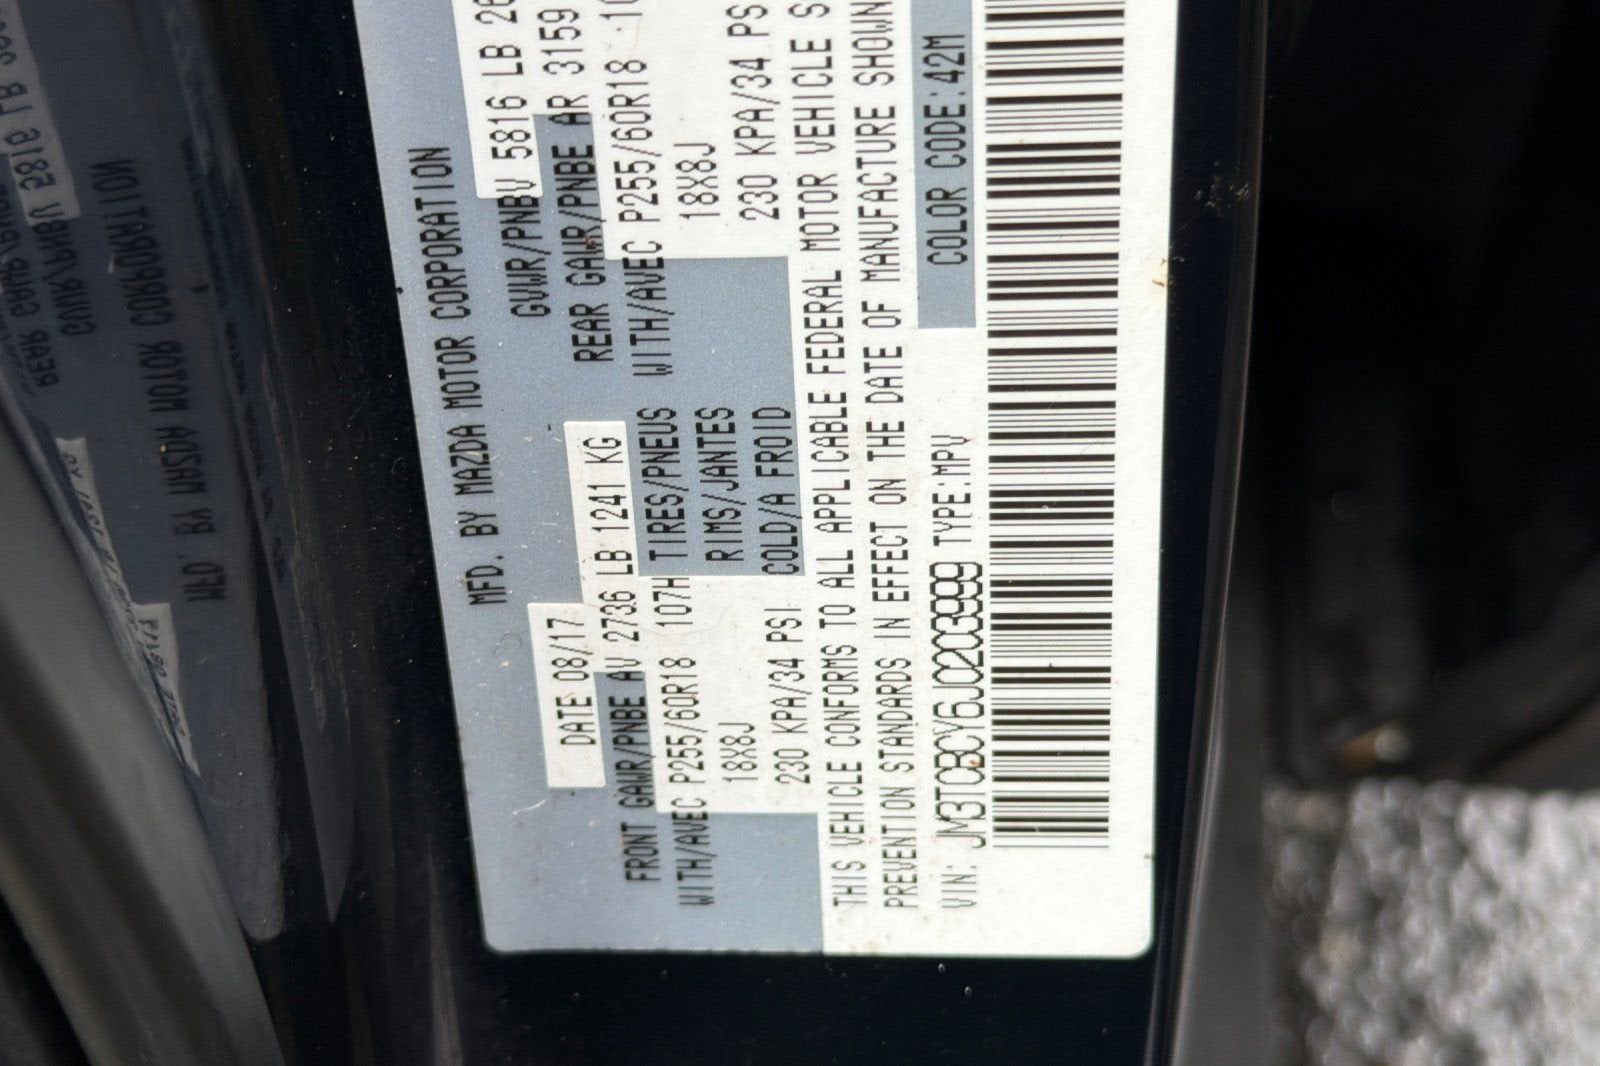 MFD. BY MAZDA MOTOR CORPORATION
DATE 08/17 GVWR/PNBV 5816 LB
FRONT GAWR/PNBE AV 2736 LB 1241 KG REAR GAWR/PNBE AR 3159
WITH/AVEC P255/60R18 107H TIRES/PNEUS WITH/AVEC P255/60R18
18X8J RIMS/JANTES 18X8J
230 KPA/34 PSI COLD/A FROID 230 KPA/34 PS
THIS VEHICLE CONFORMS TO ALL APPLICABLE FEDERAL MOTOR VEHICLE S
PREVENTION STANDARDS IN EFFECT ON THE DATE OF MANUFACTURE SHOWN
VIN: JM3TCBCY6J0203999 TYPE:MPV COLOR CODE:42M